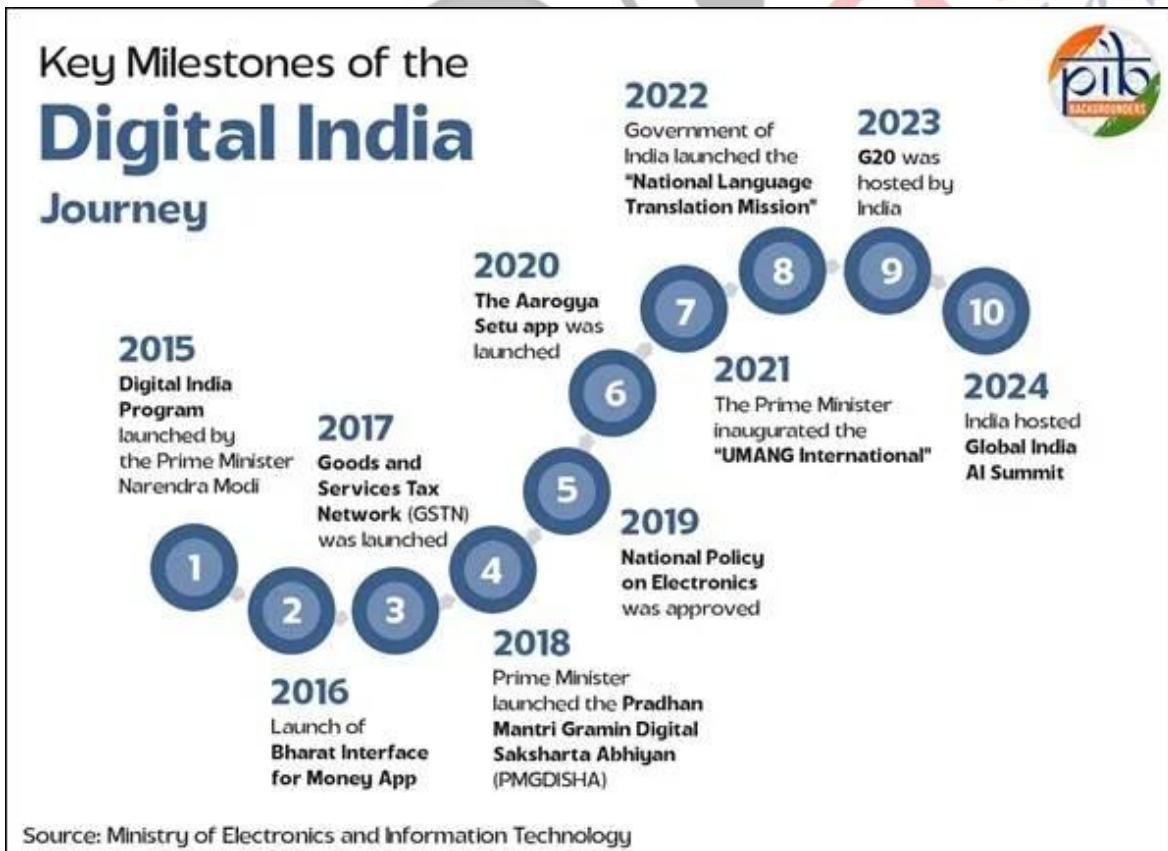 Key Milestones of the
Digital India
Journey
pib
BACKGROUNDERS
2015
Digital India
Program
launched by
the Prime Minister
Narendra Modi
1
2
2016
Launch of
Bharat Interface
for Money App
2017
Goods and
Services Tax
Network (GSTN)
was launched
3
4
2018
Prime Minister
launched the Pradhan
Mantri Gramin Digital
Saksharta Abhiyan
(PMGDISHA)
5
2019
National Policy
on Electronics
was approved
2020
The Aarogya
Setu app was
launched
6
7
2021
The Prime Minister
inaugurated the
"UMANG International"
2022
Government of
India launched the
"National Language
Translation Mission"
8
2023
G20 was
hosted by
India
9
10
2024
India hosted
Global India
AI Summit
Source: Ministry of Electronics and Information Technology